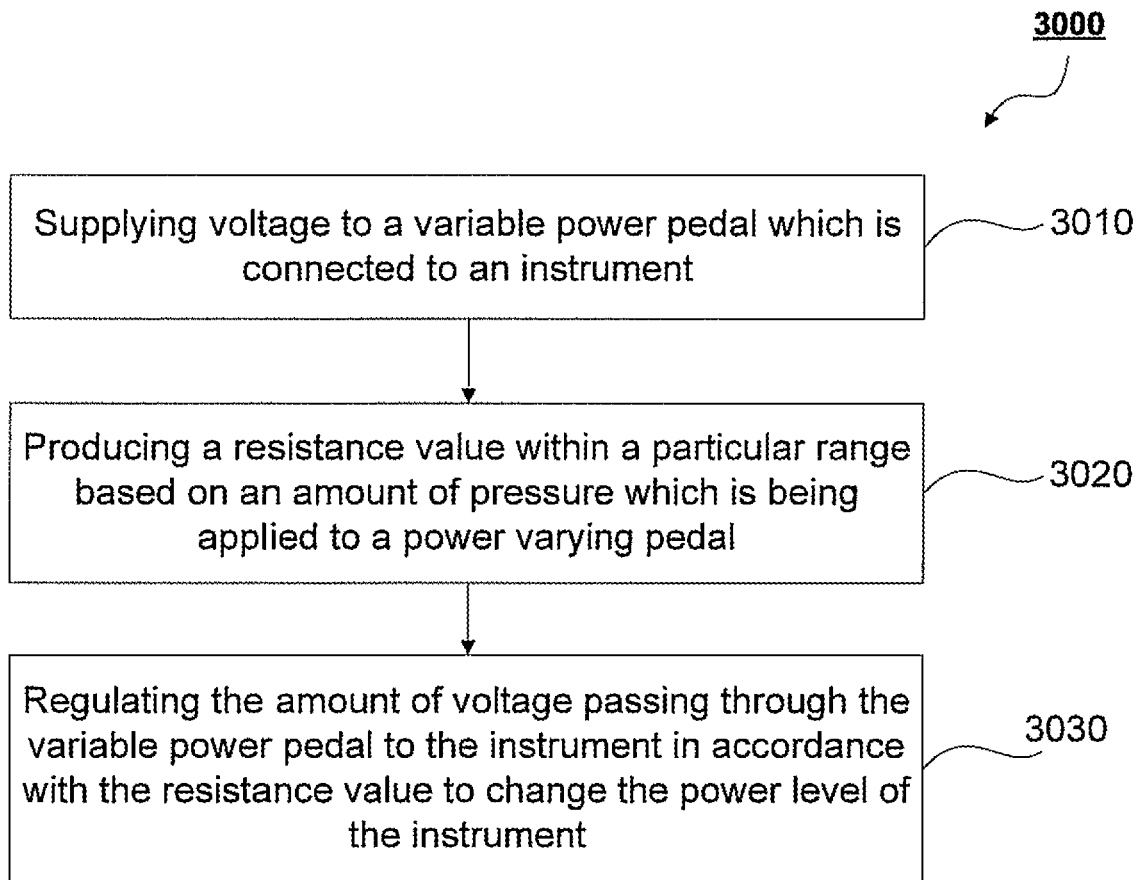 3000
Supplying voltage to a variable power pedal which is
connected to an instrument
3010
Producing a resistance value within a particular range
based on an amount of pressure which is being
applied to a power varying pedal
3020
Regulating the amount of voltage passing through the
variable power pedal to the instrument in accordance
with the resistance value to change the power level of
the instrument
3030